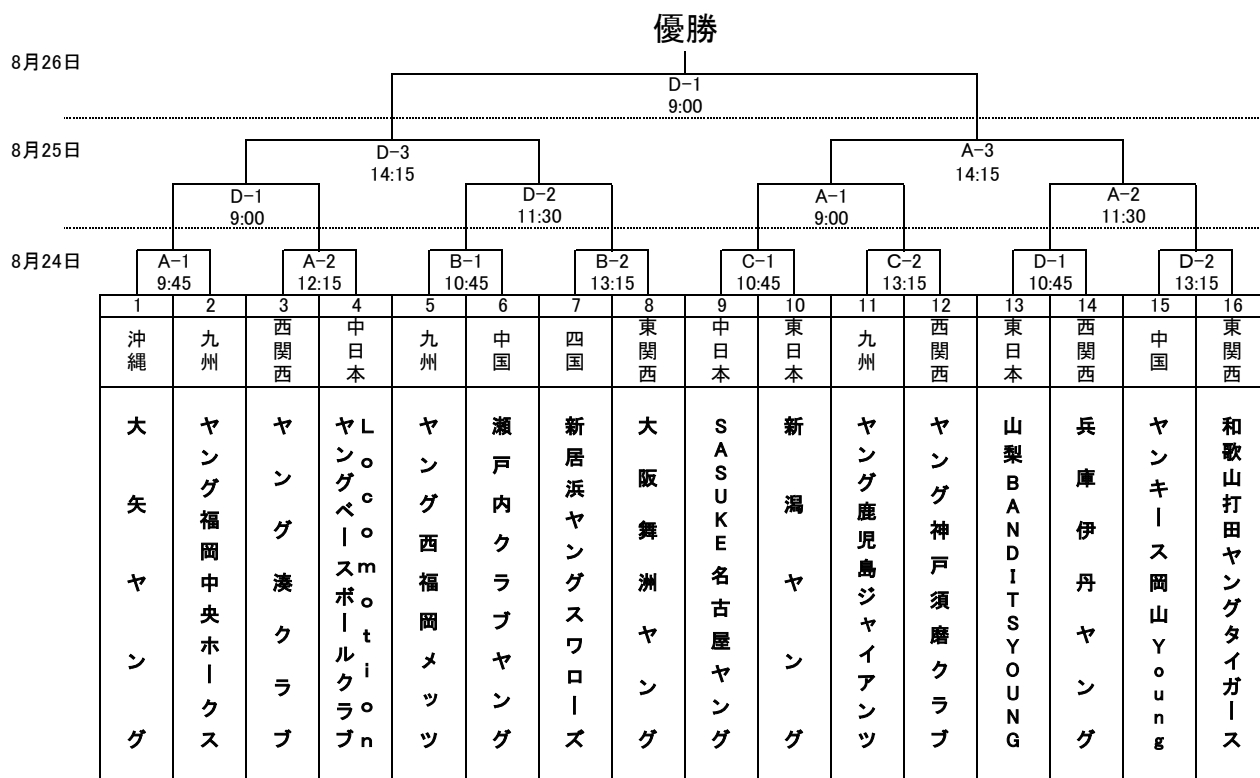 優勝
8月26日
D-1
9:00
8月25日
D-3
14:15
A-3
14:15
D-1
9:00
D-2
11:30
A-1
9:00
A-2
11:30
8月24日
A-1
9:45
A-2
12:15
B-1
10:45
B-2
13:15
C-1
10:45
C-2
13:15
D-1
10:45
D-2
13:15
1 2 3 4 5 6 7 8 9 10 11 12 13 14 15 16
沖縄
九州
西関西
中日本
九州
中国
四国
東関西
中日本
東日本
九州
西関西
東日本
西関西
中国
東関西
大矢ヤング
ヤング福岡中央ホークス
ヤング湊クラブ
Locomotion
ヤングベースボールクラブ
ヤング西福岡メッツ
瀬戸内クラブヤング
新居浜ヤングスワローズ
大阪舞洲ヤング
SASUKE名古屋ヤング
新潟ヤング
ヤング鹿児島ジャイアンツ
ヤング神戸須磨クラブ
山梨BANDITSYOUNG
兵庫伊丹ヤング
ヤンキース岡山Young
和歌山打田ヤングタイガース